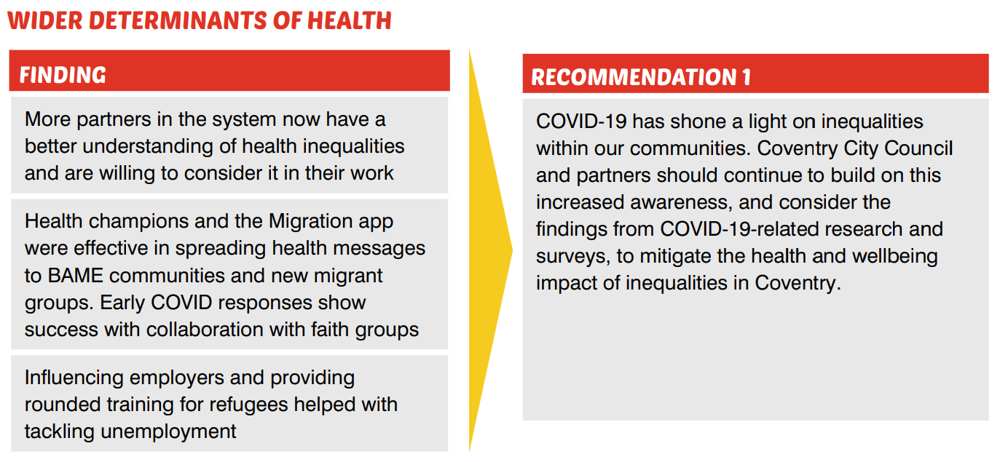 WIDER DETERMINANTS OF HEALTH
FINDING
More partners in the system now have a
better understanding of health inequalities
and are willing to consider it in their work
Health champions and the Migration app
were effective in spreading health messages
to BAME communities and new migrant
groups. Early COVID responses show
success with collaboration with faith groups
Influencing employers and providing
rounded training for refugees helped with
tackling unemployment
RECOMMENDATION 1
COVID-19 has shone a light on inequalities
within our communities. Coventry City Council
and partners should continue to build on this
increased awareness, and consider the
findings from COVID-19-related research and
surveys, to mitigate the health and wellbeing
impact of inequalities in Coventry.